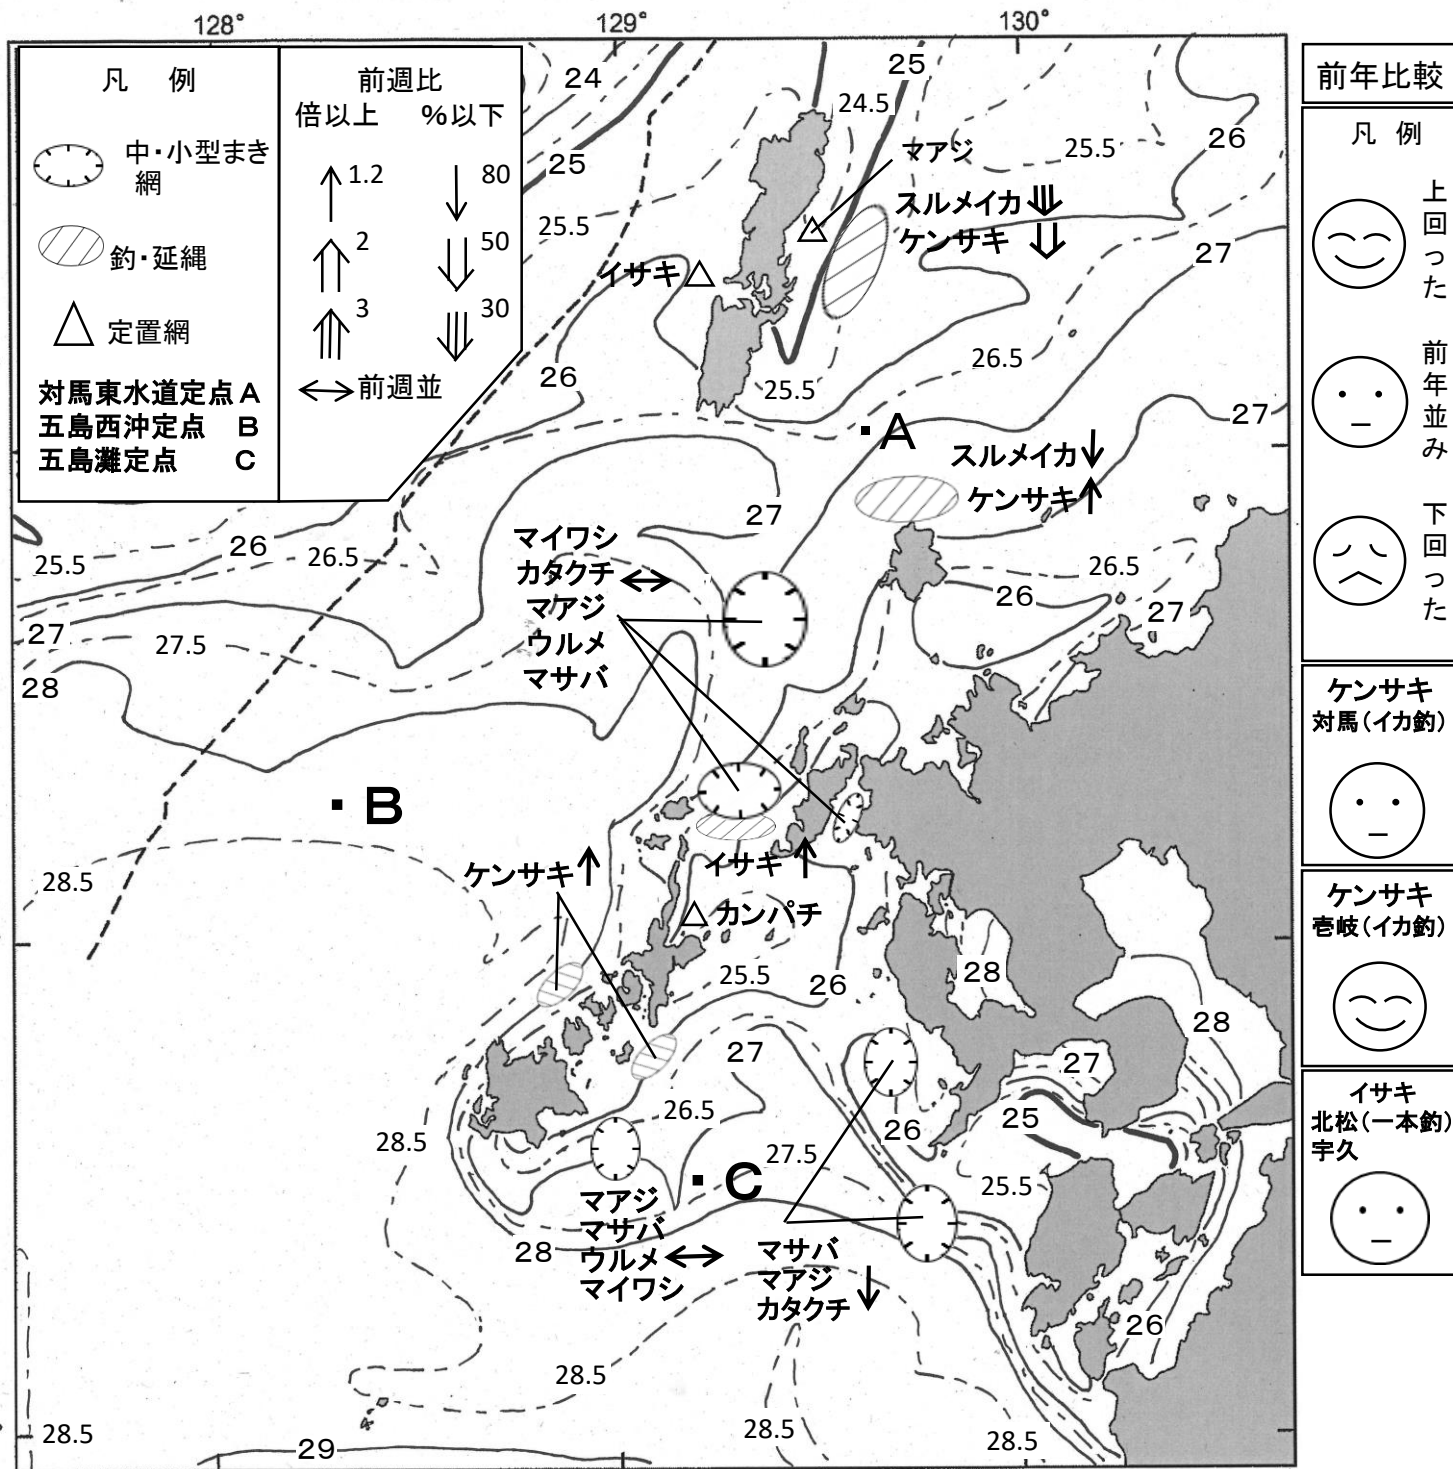 128°
129°
130°
凡 例
中・小型まき
網
釣・延縄
定置網
対馬東水道定点 A
五島西沖定点 B
五島灘定点 C
前週比
倍以上 %以下
1.2
80
2
50
3
30
前週並
前年比較
凡 例
上回った
前年並み
下回った
ケンサキ
対馬(イカ釣)
ケンサキ
壱岐(イカ釣)
イサキ
北松(一本釣)
宇久
24
25
24.5
25
25.5
26
マアジ
スルメイカ
ケンサキ
25.5
イサキ
27
26.5
26
25.5
27
A
スルメイカ
ケンサキ
27
26
26.5
25.5
マイワシ
カタクチ
マアジ
ウルメ
マサバ
26.5
26
27
27
27.5
28
B
28.5
ケンサキ
イサキ
カンパチ
25.5
26
28
28
27
27
26.5
26
25
28.5
27.5
25.5
C
28
マアジ
マサバ
ウルメ
マイワシ
マサバ
マアジ
カタクチ
26
28.5
28.5
28.5
28.5
29